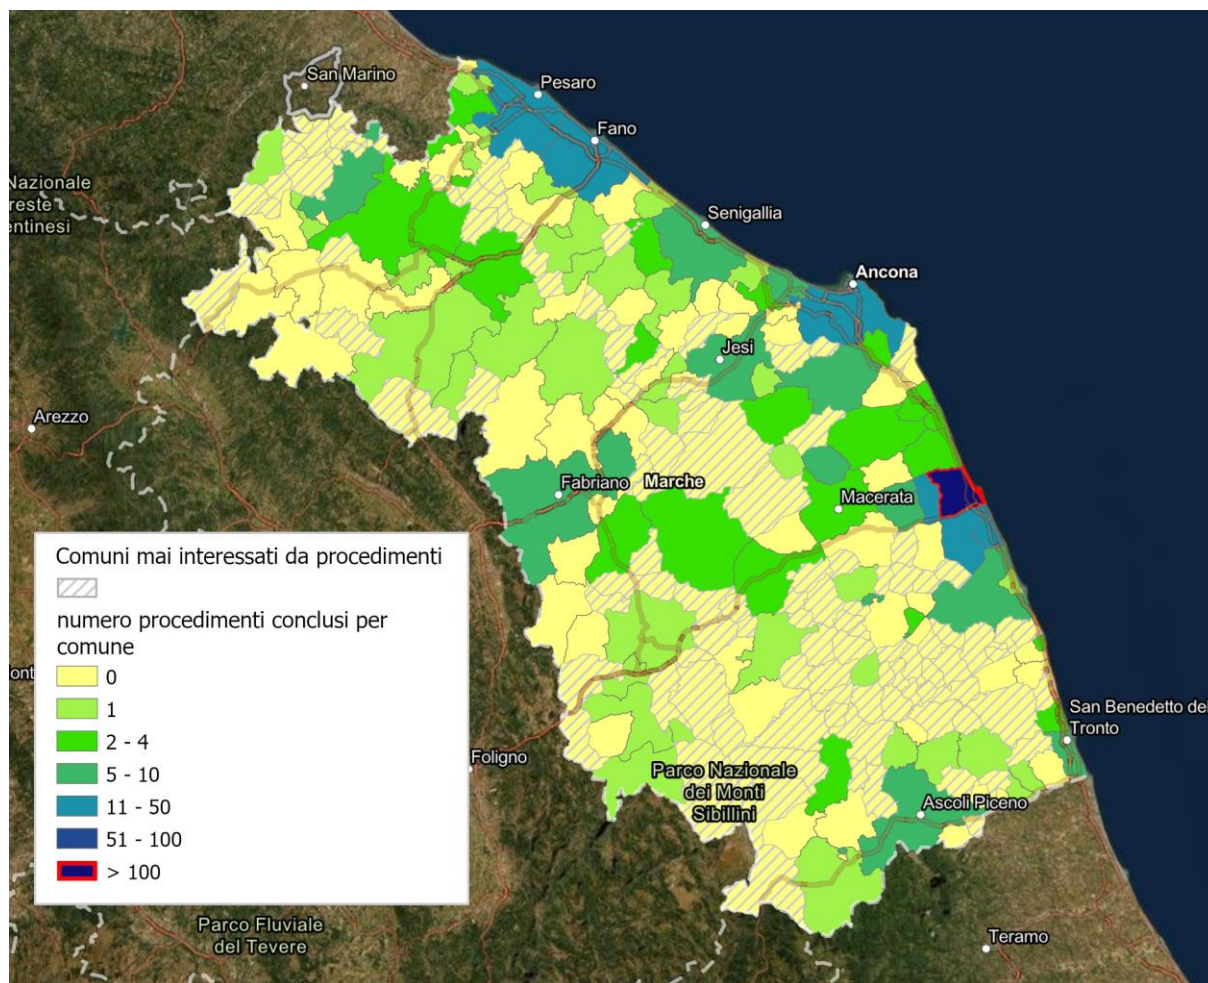 San Marino
Pesaro
Fano
Nazionale
reste
entinesi
Senigallia
Ancona
Jesi
Arezzo
Fabriano
Marche
Macerata
Comuni mai interessati da procedimenti
numero procedimenti conclusi per
comune
0
1
2 - 4
5 - 10
11 - 50
51 - 100
> 100
ont
San Benedetto del
Tronto
Foligno
Parco Nazionale
dei Monti
Sibillini
Ascoli Piceno
Parco Fluviale
del Tevere
Teramo